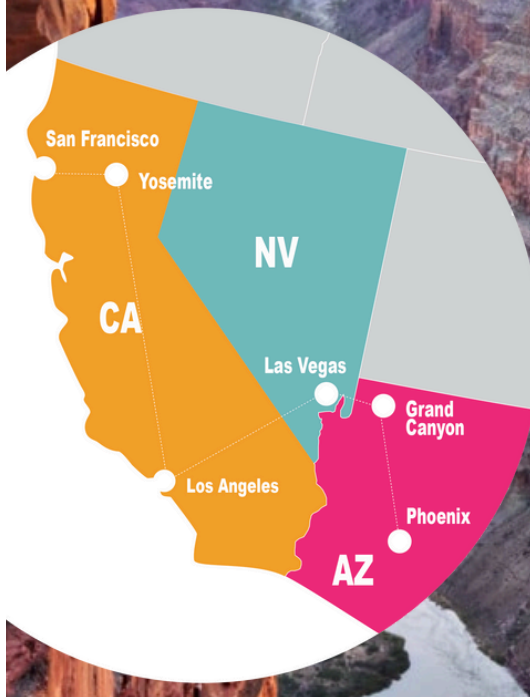 San Francisco
Yosemite
NV
CA
Las Vegas
Grand
Canyon
Los Angeles
Phoenix
AZ